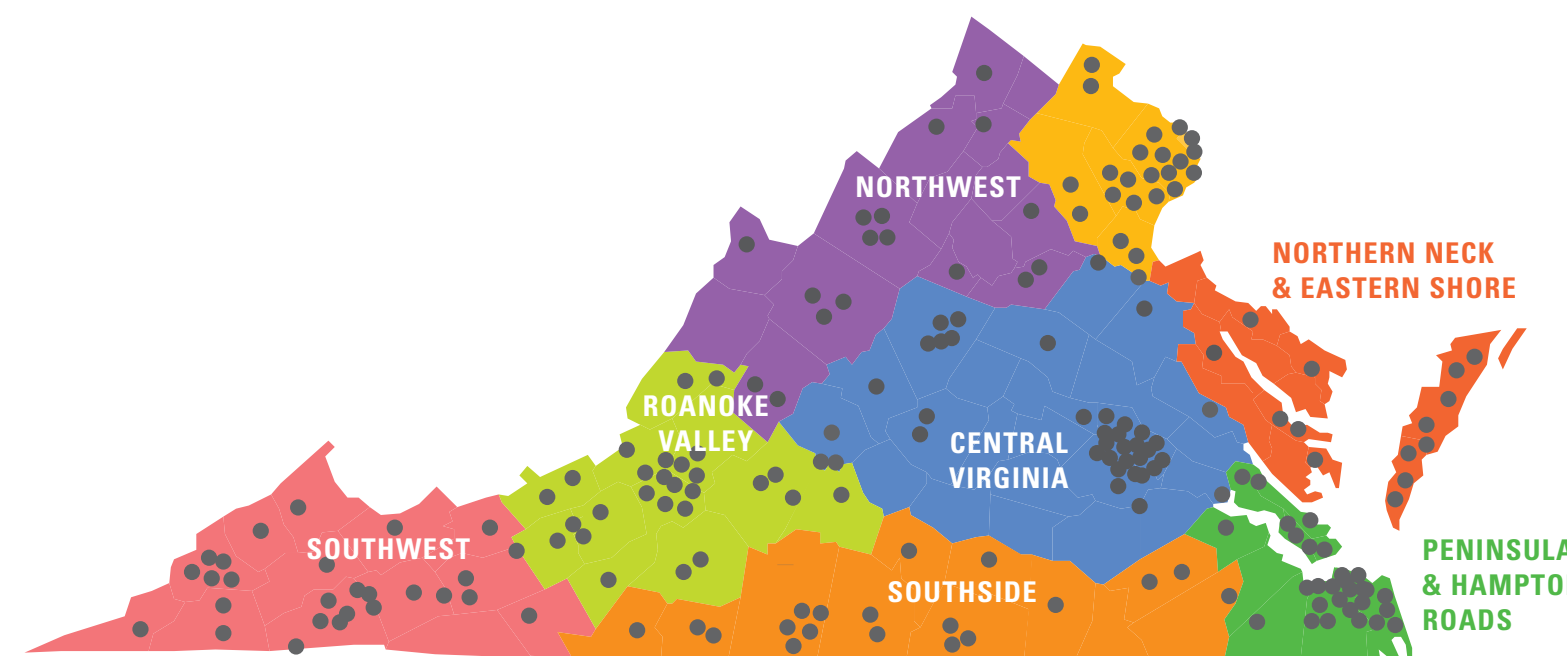 NORTHWEST
NORTHERN NECK
& EASTERN SHORE
ROANOKE
VALLEY
CENTRAL
VIRGINIA
SOUTHWEST
SOUTHSIDE
PENINSULA
& HAMPTO
ROADS